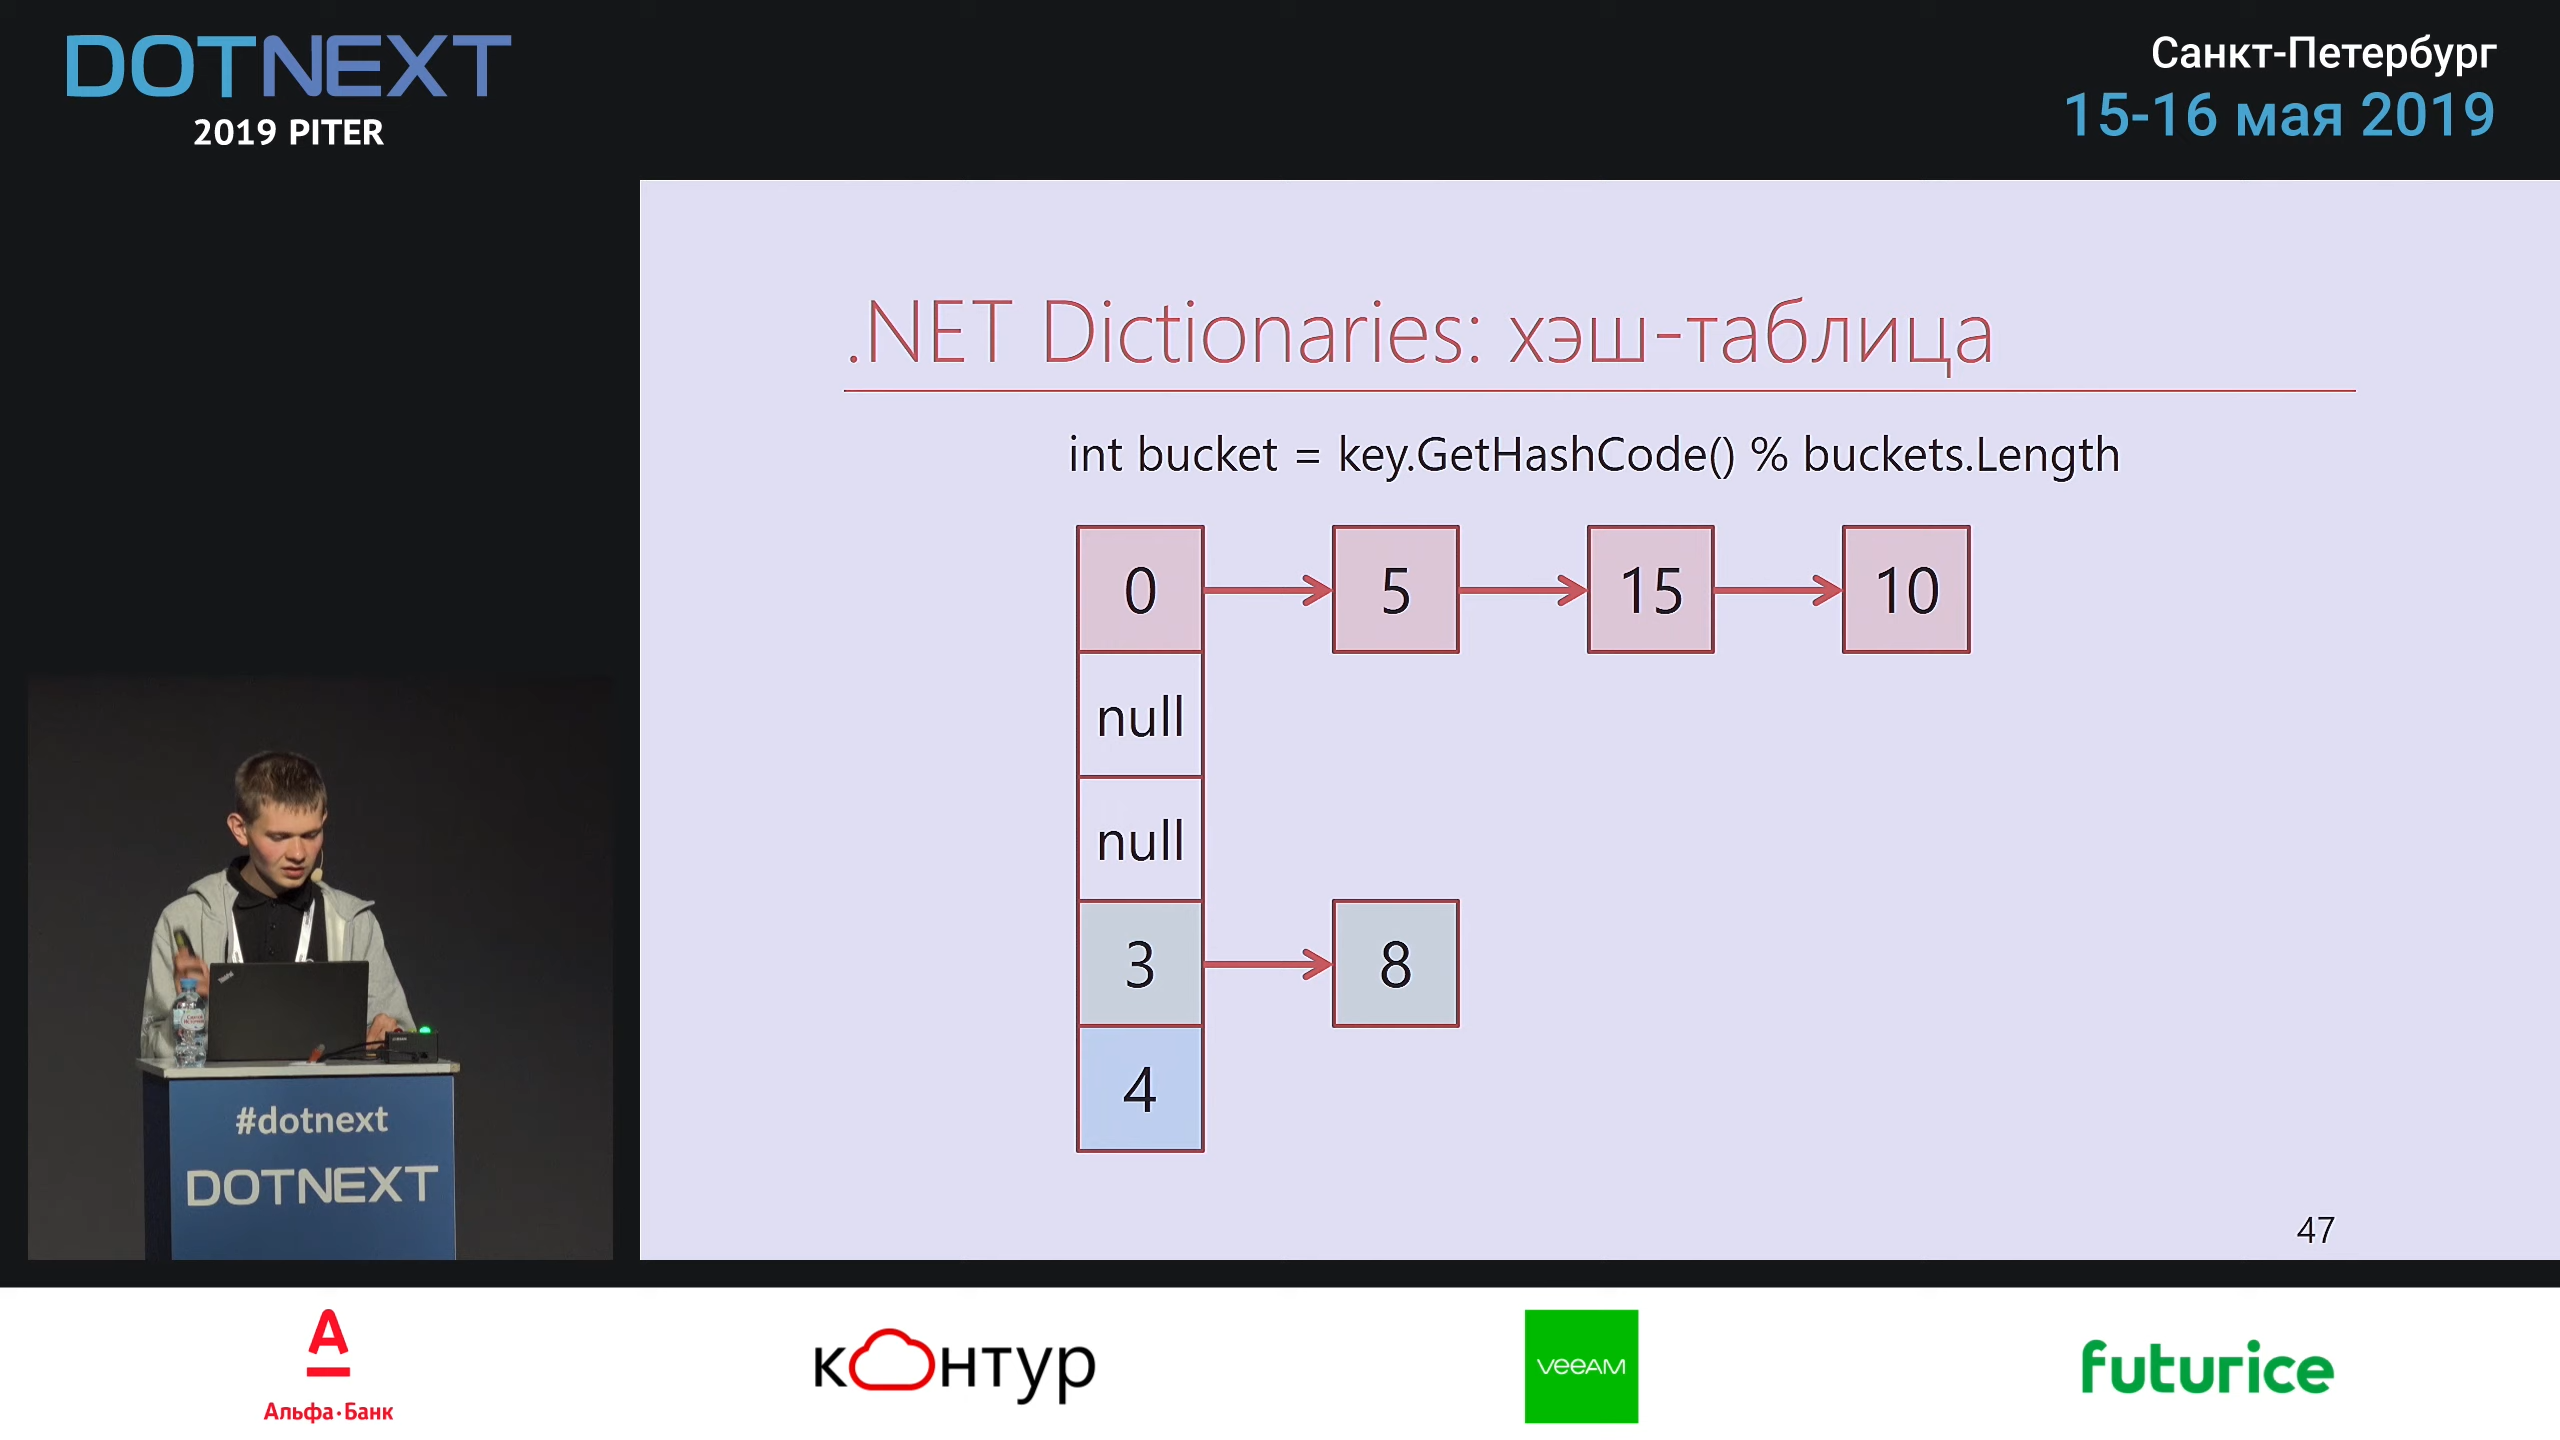 DOTNEXT
2019 PITER
Санкт-Петербург
15-16 мая 2019
.NET Dictionaries: хэш-таблица
int bucket = key.GetHashCode() % buckets.Length
0 5 15 10
null
null
3 8
4
47
#dotnext
DOTNEXT
Альфа·Банк
контур
veeam
futurice